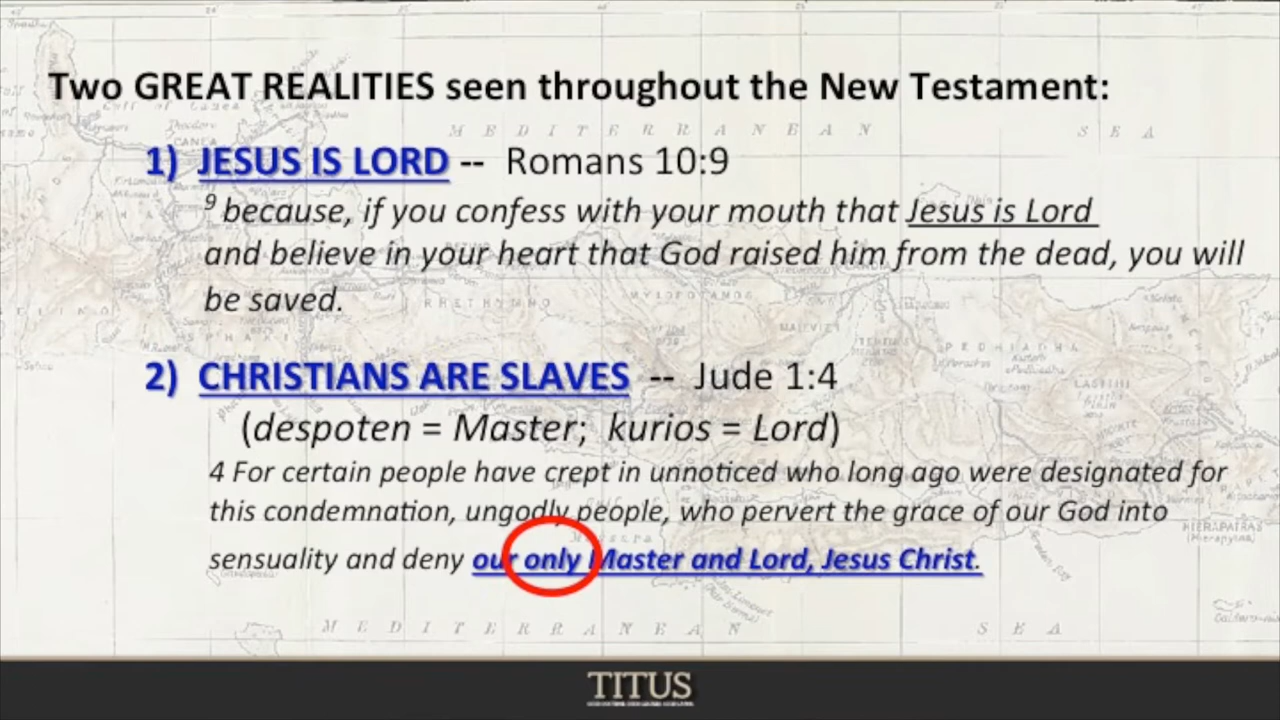 Two GREAT REALITIES seen throughout the New Testament:
MEDITERRANEAN SEA
1) JESUS IS LORD -- Romans 10:9
9 because, if you confess with your mouth that Jesus is Lord
and believe in your heart that God raised him from the dead, you will
be saved.
2) CHRISTIANS ARE SLAVES -- Jude 1:4
(despoten = Master; kurios = Lord)
4 For certain people have crept in unnoticed who long ago were designated for
this condemnation, ungodly people, who pervert the grace of our God into
sensuality and deny our only Master and Lord, Jesus Christ.
MEDITERRANEAN SEA
TITUS